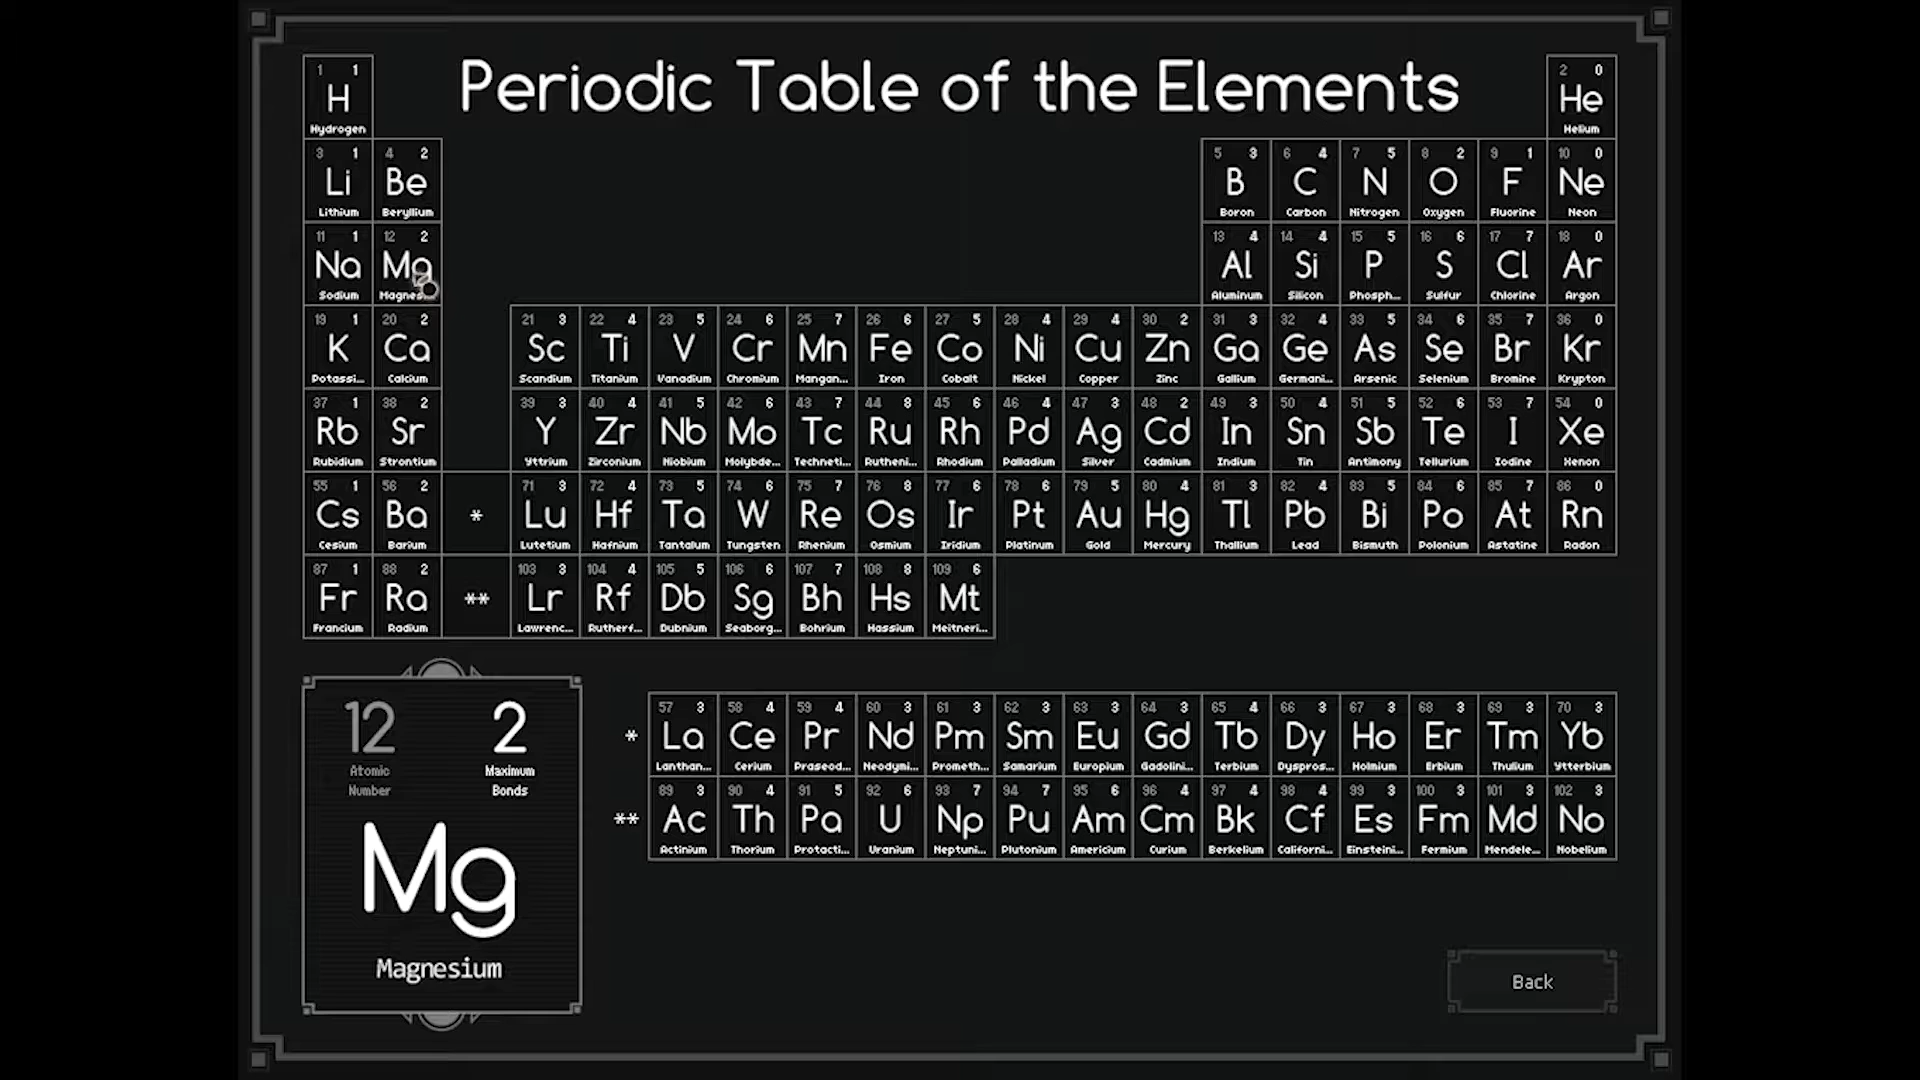 Periodic Table of the Elements
1 1 2 0
H He
Hydrogen Helium
3 1 4 2 5 3 6 4 7 5 8 2 9 1 10 0
Li Be B C N O F Ne
Lithium Beryllium Boron Carbon Nitrogen Oxygen Fluorine Neon
11 1 12 2 13 4 14 4 15 5 16 6 17 7 18 0
Na Mg Al Si P S Cl Ar
Sodium Magnes... Aluminum Silicon Phosph... Sulfur Chlorine Argon
19 1 20 2 21 3 22 4 23 5 24 6 25 7 26 6 27 5 28 4 29 4 30 2 31 3 32 4 33 5 34 6 35 7 36 0
K Ca Sc Ti V Cr Mn Fe Co Ni Cu Zn Ga Ge As Se Br Kr
Potassi... Calcium Scandium Titanium Vanadium Chromium Mangan... Iron Cobalt Nickel Copper Zinc Gallium Germani... Arsenic Selenium Bromine Krypton
37 1 38 2 39 3 40 4 41 5 42 6 43 7 44 8 45 6 46 4 47 3 48 2 49 3 50 4 51 5 52 6 53 7 54 0
Rb Sr Y Zr Nb Mo Tc Ru Rh Pd Ag Cd In Sn Sb Te I Xe
Rubidium Strontium Yttrium Zirconium Niobium Molybde... Techneti... Rutheni... Rhodium Palladium Silver Cadmium Indium Tin Antimony Tellurium Iodine Xenon
55 1 56 2 71 3 72 4 73 5 74 6 75 7 76 8 77 6 78 6 79 5 80 4 81 3 82 4 83 5 84 6 85 7 86 0
Cs Ba * Lu Hf Ta W Re Os Ir Pt Au Hg Tl Pb Bi Po At Rn
Cesium Barium Lutetium Hafnium Tantalum Tungsten Rhenium Osmium Iridium Platinum Gold Mercury Thallium Lead Bismuth Polonium Astatine Radon
87 1 88 2 103 3 104 4 105 5 106 6 107 7 108 8 109 6
Fr Ra ** Lr Rf Db Sg Bh Hs Mt
Francium Radium Lawrenc... Rutherf... Dubnium Seaborg... Bohrium Hassium Meitneri...
57 3 58 4 59 4 60 3 61 3 62 3 63 3 64 3 65 4 66 3 67 3 68 3 69 3 70 3
* La Ce Pr Nd Pm Sm Eu Gd Tb Dy Ho Er Tm Yb
Lanthan... Cerium Praseod... Neodymi... Prometh... Samarium Europium Gadolini... Terbium Dyspros... Holmium Erbium Thulium Ytterbium
89 3 90 4 91 5 92 6 93 7 94 7 95 6 96 4 97 4 98 4 99 3 100 3 101 3 102 3
** Ac Th Pa U Np Pu Am Cm Bk Cf Es Fm Md No
Actinium Thorium Protacti... Uranium Neptuni... Plutonium Americium Curium Berkelium Californi... Einsteini... Fermium Mendele... Nobelium
12 2
Atomic Maximum
Number Bonds
Mg
Magnesium
Back